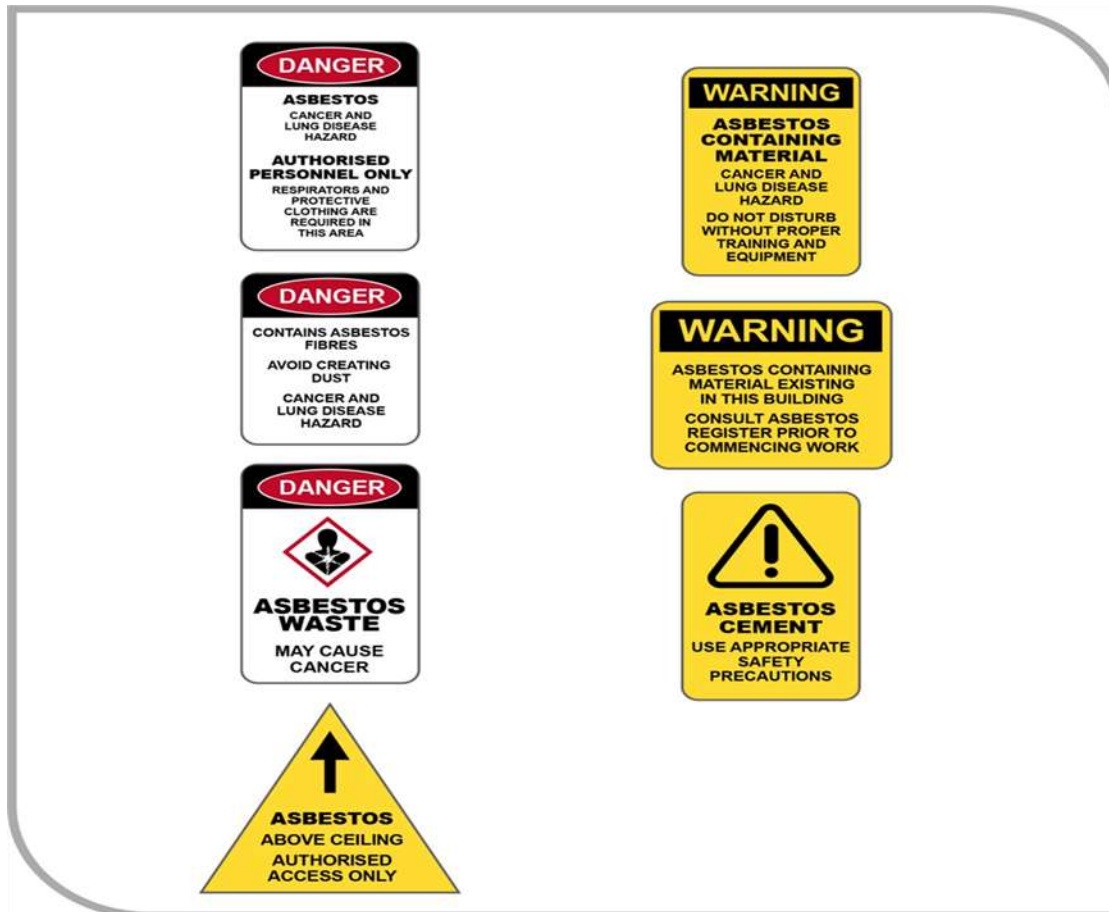 DANGER
ASBESTOS
CANCER AND
LUNG DISEASE
HAZARD
AUTHORISED
PERSONNEL ONLY
RESPIRATORS AND
PROTECTIVE
CLOTHING ARE
REQUIRED IN
THIS AREA
DANGER
CONTAINS ASBESTOS
FIBRES
AVOID CREATING
DUST
CANCER AND
LUNG DISEASE
HAZARD
DANGER
ASBESTOS
WASTE
MAY CAUSE
CANCER
ASBESTOS
ABOVE CEILING
AUTHORISED
ACCESS ONLY
WARNING
ASBESTOS
CONTAINING
MATERIAL
CANCER AND
LUNG DISEASE
HAZARD
DO NOT DISTURB
WITHOUT PROPER
TRAINING AND
EQUIPMENT
WARNING
ASBESTOS CONTAINING
MATERIAL EXISTING
IN THIS BUILDING
CONSULT ASBESTOS
REGISTER PRIOR TO
COMMENCING WORK
ASBESTOS
CEMENT
USE APPROPRIATE
SAFETY
PRECAUTIONS